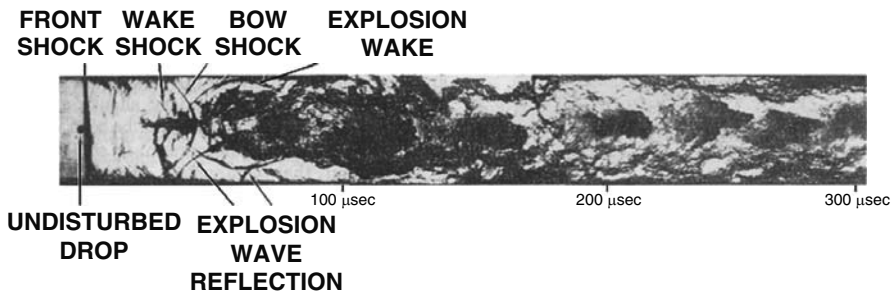 FRONT SHOCK
WAKE SHOCK
BOW SHOCK
EXPLOSION WAKE
100 µsec
200 µsec
300 µsec
UNDISTURBED DROP
EXPLOSION WAVE REFLECTION